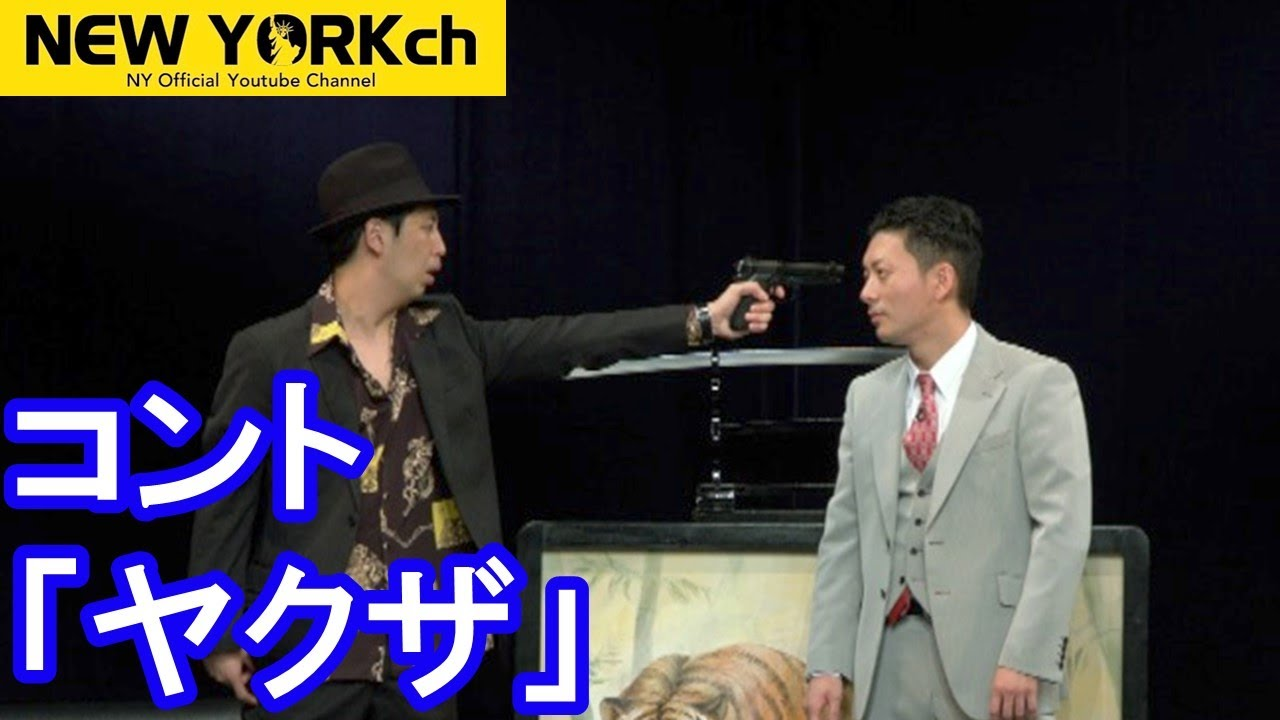 NEW YORKch
NY Official Youtube Channel
コント
「ヤクザ」